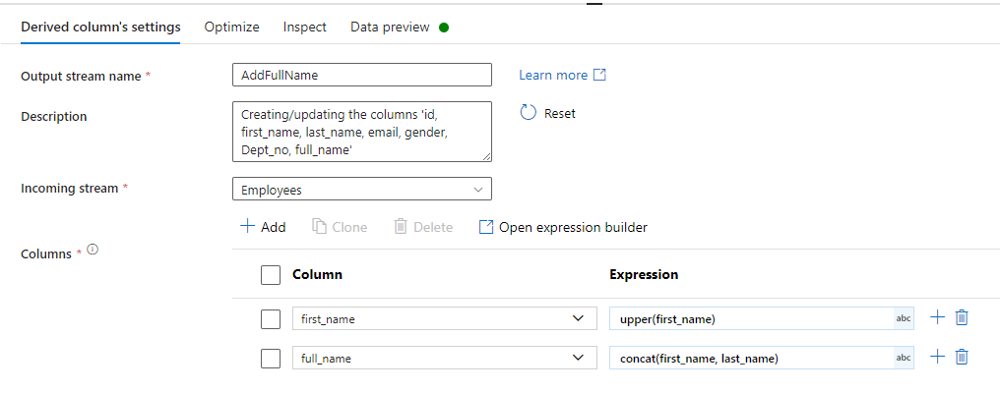 Derived column's settings Optimize Inspect Data preview
Output stream name * AddFullName Learn more
Description Creating/updating the columns 'id,
first_name, last_name, email, gender,
Dept_no, full_name'
Reset
Incoming stream * Employees
Add Clone Delete Open expression builder
Columns *
Column Expression
first_name upper(first_name) abc
full_name concat(first_name, last_name) abc